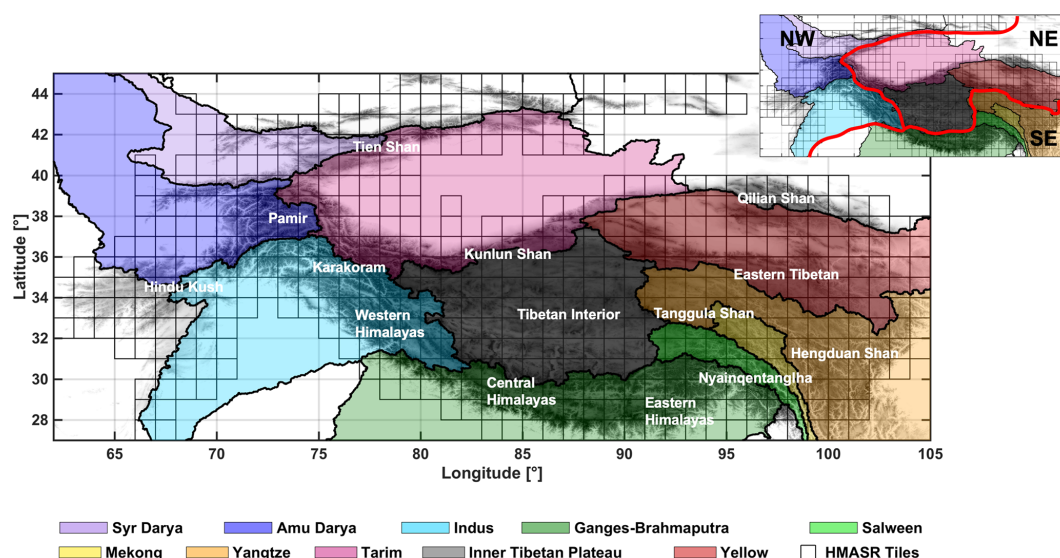 NW
NE
SE
44
42
40
38
36
34
32
30
28
Latitude [°]
Tien Shan
Qilian Shan
Pamir
Kunlun Shan
Karakoram
Eastern Tibetan
Hindu Kush
Western
Himalayas
Tibetan Interior
Tanggula Shan
Hengduan Shan
Central
Himalayas
Nyainqentanglha
Eastern
Himalayas
65 70 75 80 85 90 95 100 105
Longitude [°]
Syr Darya Amu Darya Indus Ganges-Brahmaputra Salween
Mekong Yangtze Tarim Inner Tibetan Plateau Yellow HMASR Tiles